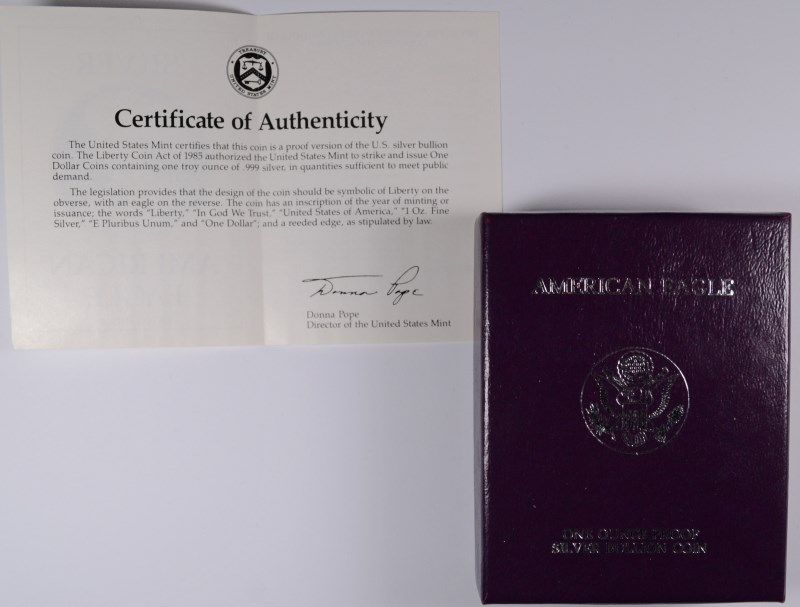 TREASURY
UNITED STATES MINT
Certificate of Authenticity
The United States Mint certifies that this coin is a proof version of the U.S. silver bullion
coin. The Liberty Coin Act of 1985 authorized the United States Mint to strike and issue One
Dollar Coins containing one troy ounce of .999 silver, in quantities sufficient to meet public
demand.
The legislation provides that the design of the coin should be symbolic of Liberty on the
obverse, with an eagle on the reverse. The coin has an inscription of the year of minting or
issuance; the words “Liberty,” “In God We Trust,” “United States of America,” “1 Oz. Fine
Silver,” “E Pluribus Unum,” and “One Dollar”; and a reeded edge, as stipulated by law.
Donna Pope
Donna Pope
Director of the United States Mint
AMERICAN EAGLE
ONE OUNCE PROOF
SILVER BULLION COIN